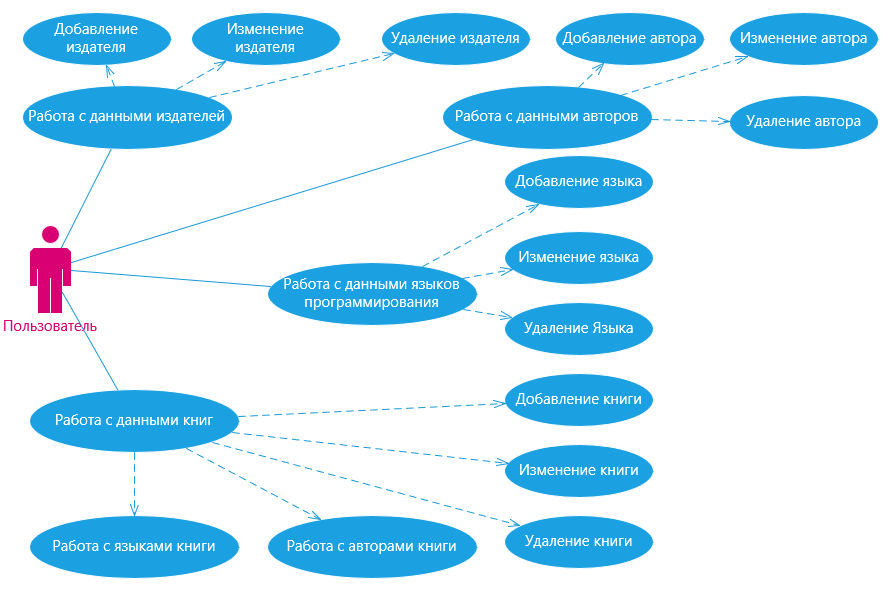 Добавление
издателя
Изменение
издателя
Удаление издателя
Добавление автора
Изменение автора
Работа с данными издателей
Работа с данными авторов
Удаление автора
Добавление языка
Изменение языка
Работа с данными языков
программирования
Удаление Языка
Пользователь
Добавление книги
Работа с данными книг
Изменение книги
Удаление книги
Работа с языками книги
Работа с авторами книги